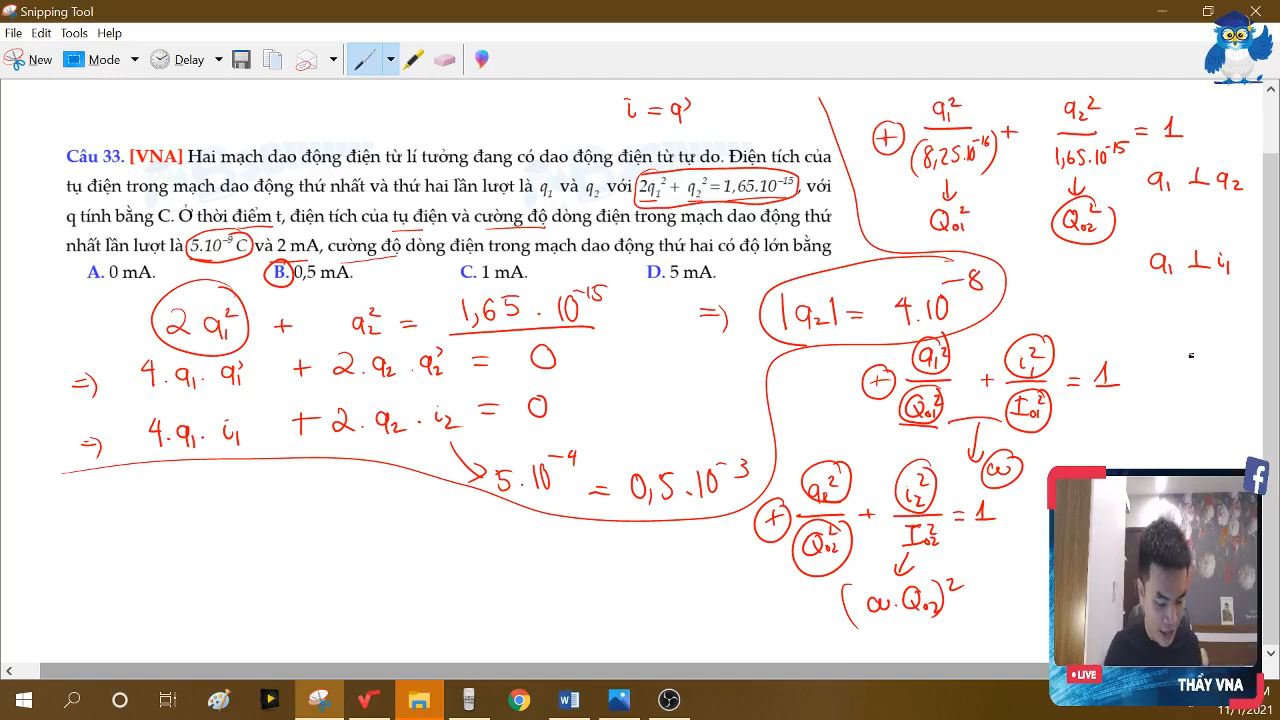 Snipping Tool
File Edit Tools Help
New Mode Delay
i = q'
Câu 33. [VNA] Hai mạch dao động điện từ lí tưởng đang có dao động điện từ tự do. Điện tích của
tụ điện trong mạch dao động thứ nhất và thứ hai lần lượt là q₁ và q₂ với 2q₁² + q₂² = 1,65.10⁻¹⁵, với
q tính bằng C. Ở thời điểm t, điện tích của tụ điện và cường độ dòng điện trong mạch dao động thứ
nhất lần lượt là 5.10⁻⁹ C và 2 mA, cường độ dòng điện trong mạch dao động thứ hai có độ lớn bằng
A. 0 mA. B. 0,5 mA. C. 1 mA. D. 5 mA.
2 q₁² + q₂² = 1,65 . 10⁻¹⁵
=) 4. q₁. q₁' + 2. q₂. q₂' = 0
=) 4. q₁. i₁ + 2. q₂. i₂ = 0
5. 10⁻⁴ = 0,5. 10⁻³
+ q₁²/(8,25.10⁻¹⁶) + q₂²/1,65.10⁻¹⁵ = 1
Q₀₁² Q₀₂²
q₁ ⊥ q₂
q₁ ⊥ i₁
=) |q₂| = 4.10⁻⁸
+ q₁²/Q₀₁² + i₁²/I₀₁² = 1
ω
+ q₂²/Q₀₂² + i₂²/I₀₂² = 1
(ω.Q₀₂)²
f
LIVE
THẦY VNA
11/1/2021